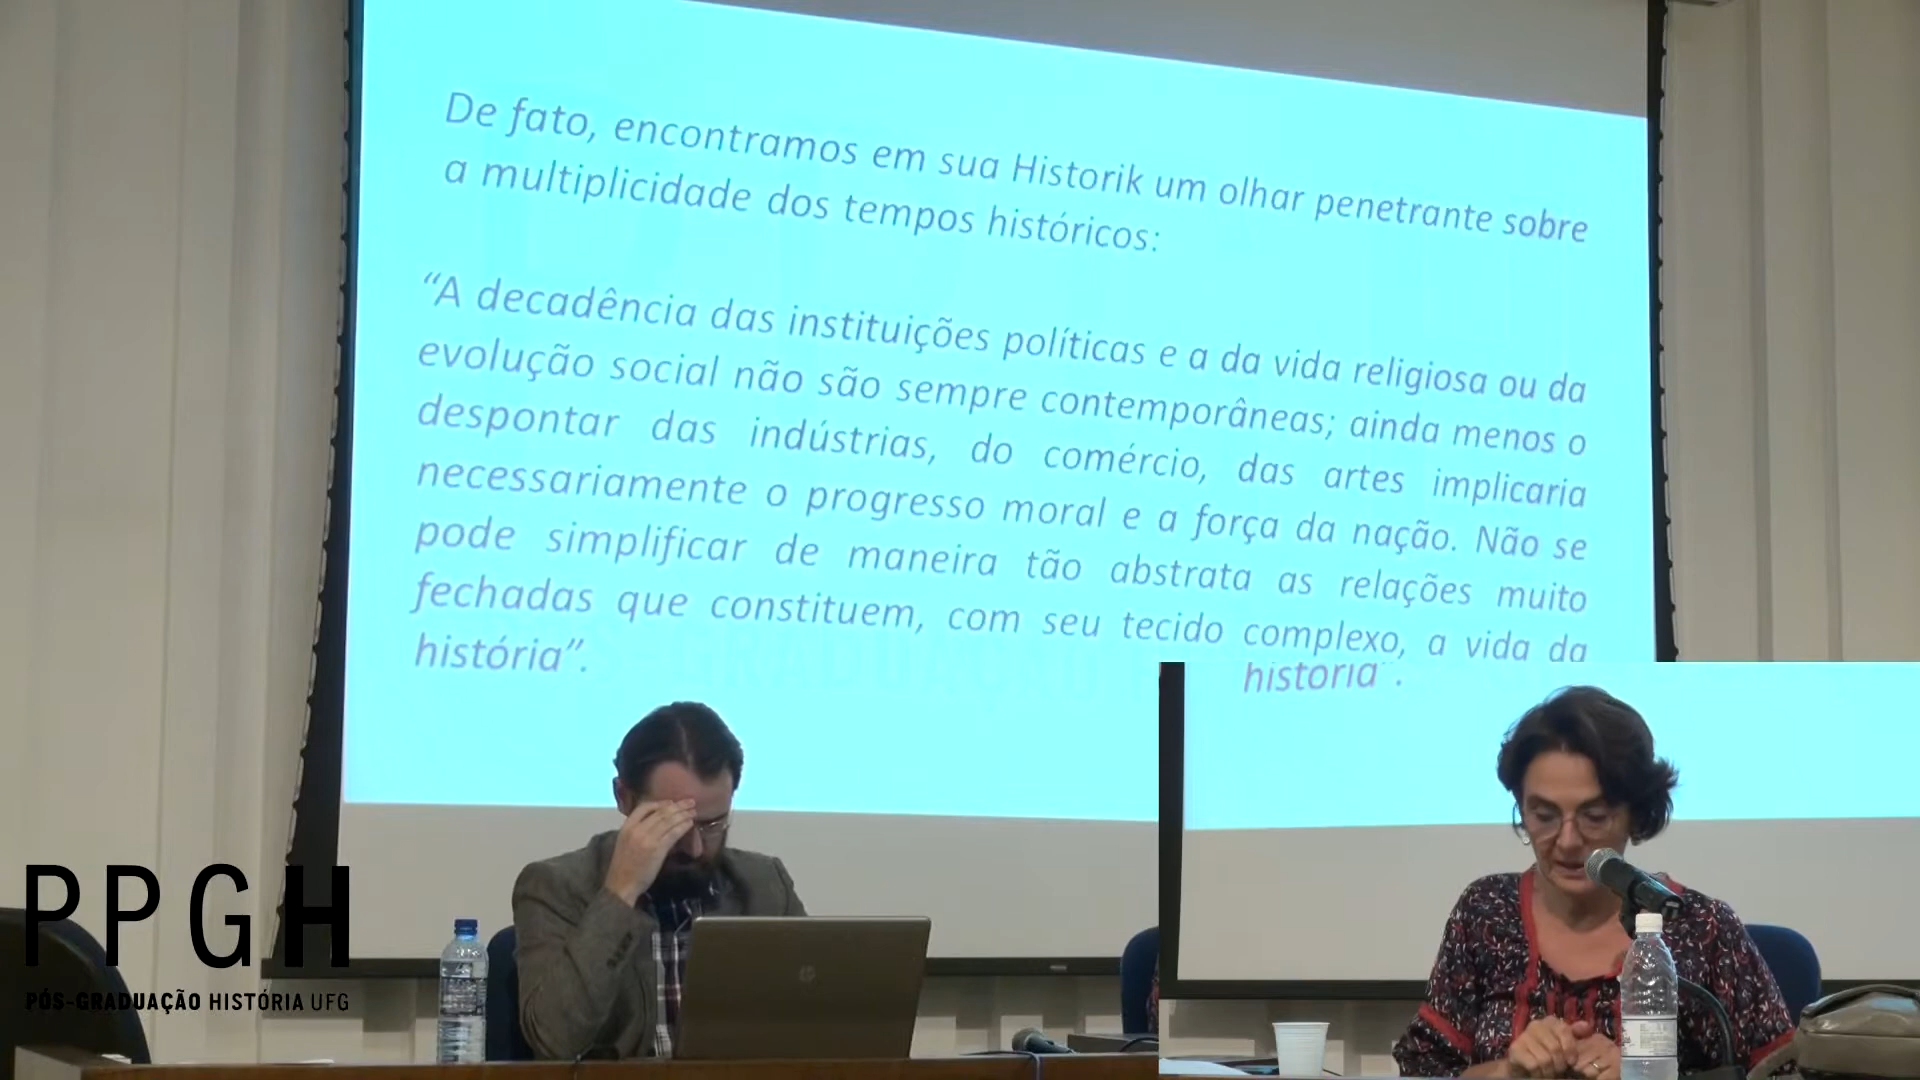 De fato, encontramos em sua Historik um olhar penetrante sobre
a multiplicidade dos tempos históricos:
“A decadência das instituições políticas e a da vida religiosa ou da
evolução social não são sempre contemporâneas; ainda menos o
despontar das indústrias, do comércio, das artes implicaria
necessariamente o progresso moral e a força da nação. Não se
pode simplificar de maneira tão abstrata as relações muito
fechadas que constituem, com seu tecido complexo, a vida da
história”.
história”.
PPGH
PÓS-GRADUAÇÃO HISTÓRIA UFG
hp